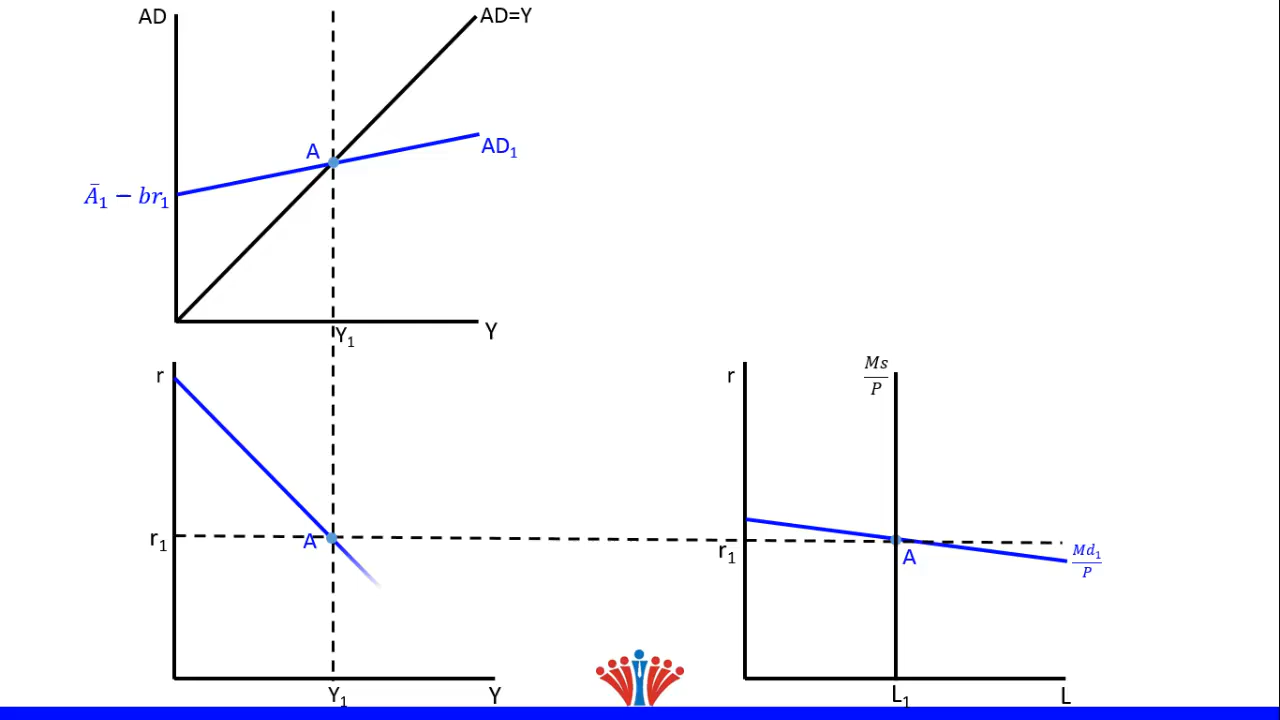 AD
AD=Y
A
AD₁
Ā₁ − br₁
Y₁
Y
r
r₁
A
Y₁
Y
r
Ms/P
r₁
A
Md₁/P
L₁
L